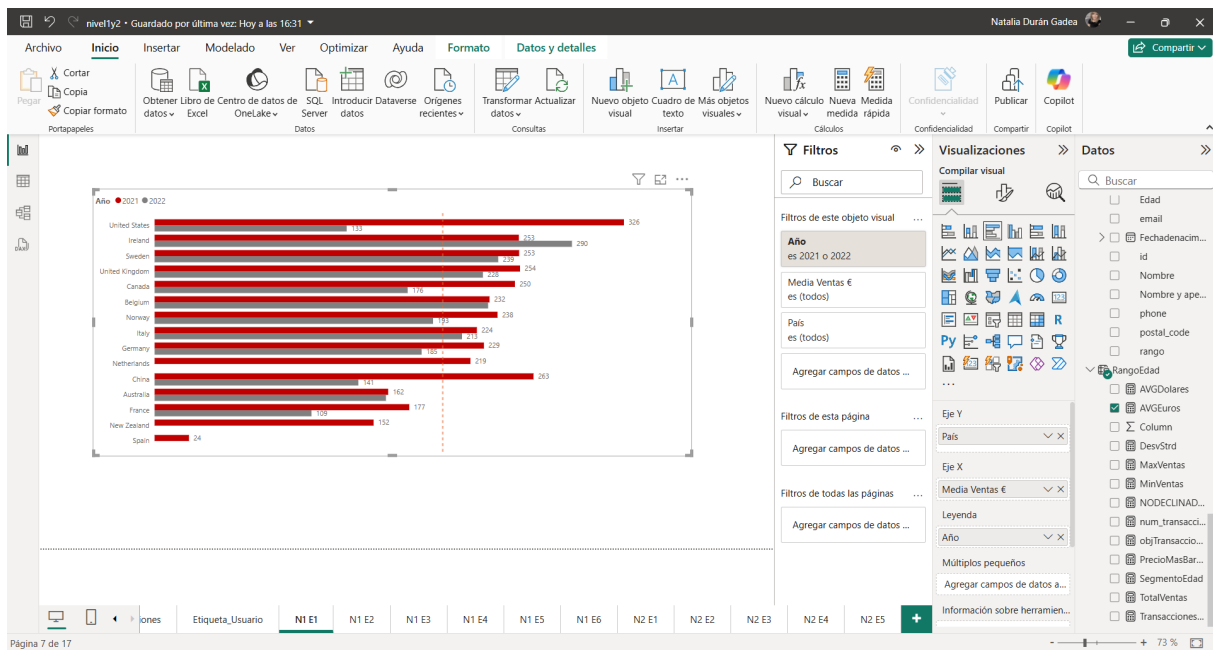 nivel1y2 • Guardado por última vez: Hoy a las 16:31
Natalia Durán Gadea
Archivo Inicio Insertar Modelado Ver Optimizar Ayuda Formato Datos y detalles
Compartir
Pegar
Cortar
Copia
Copiar formato
Portapapeles
Obtener datos
Libro de Excel
Centro de datos de OneLake
SQL Server
Introducir datos
Dataverse
Orígenes recientes
Datos
Transformar datos
Actualizar
Consultas
Nuevo objeto visual
Cuadro de texto
Más objetos visuales
Insertar
Nuevo cálculo visual
Nueva medida
Medida rápida
Cálculos
Confidencialidad
Confidencialidad
Publicar
Compartir
Copilot
Copilot
Año 2021 2022
United States 326 133
Ireland 253 290
Sweden 253 239
United Kingdom 254 228
Canada 250 176
Belgium 232
Norway 238 193
Italy 224 213
Germany 229 185
Netherlands 219
China 263 141
Australia 162
France 177 109
New Zealand 152
Spain 24
Filtros
Buscar
Filtros de este objeto visual ...
Año
es 2021 o 2022
Media Ventas €
es (todos)
País
es (todos)
Agregar campos de datos ...
Filtros de esta página ...
Agregar campos de datos ...
Filtros de todas las páginas ...
Agregar campos de datos ...
Visualizaciones
Compilar visual
123
R
Py
...
Eje Y
País
Eje X
Media Ventas €
Leyenda
Año
Múltiplos pequeños
Agregar campos de datos a...
Información sobre herramien...
Datos
Buscar
Edad
email
Fechadenacim...
id
Nombre
Nombre y ape...
phone
postal_code
rango
RangoEdad
AVGDolares
AVGEuros
Column
DesvStrd
MaxVentas
MinVentas
NODECLINAD...
num_transacci...
objTransaccio...
PrecioMasBar...
SegmentoEdad
TotalVentas
Transacciones...
iones Etiqueta_Usuario N1 E1 N1 E2 N1 E3 N1 E4 N1 E5 N1 E6 N2 E1 N2 E2 N2 E3 N2 E4 N2 E5
Página 7 de 17
73 %